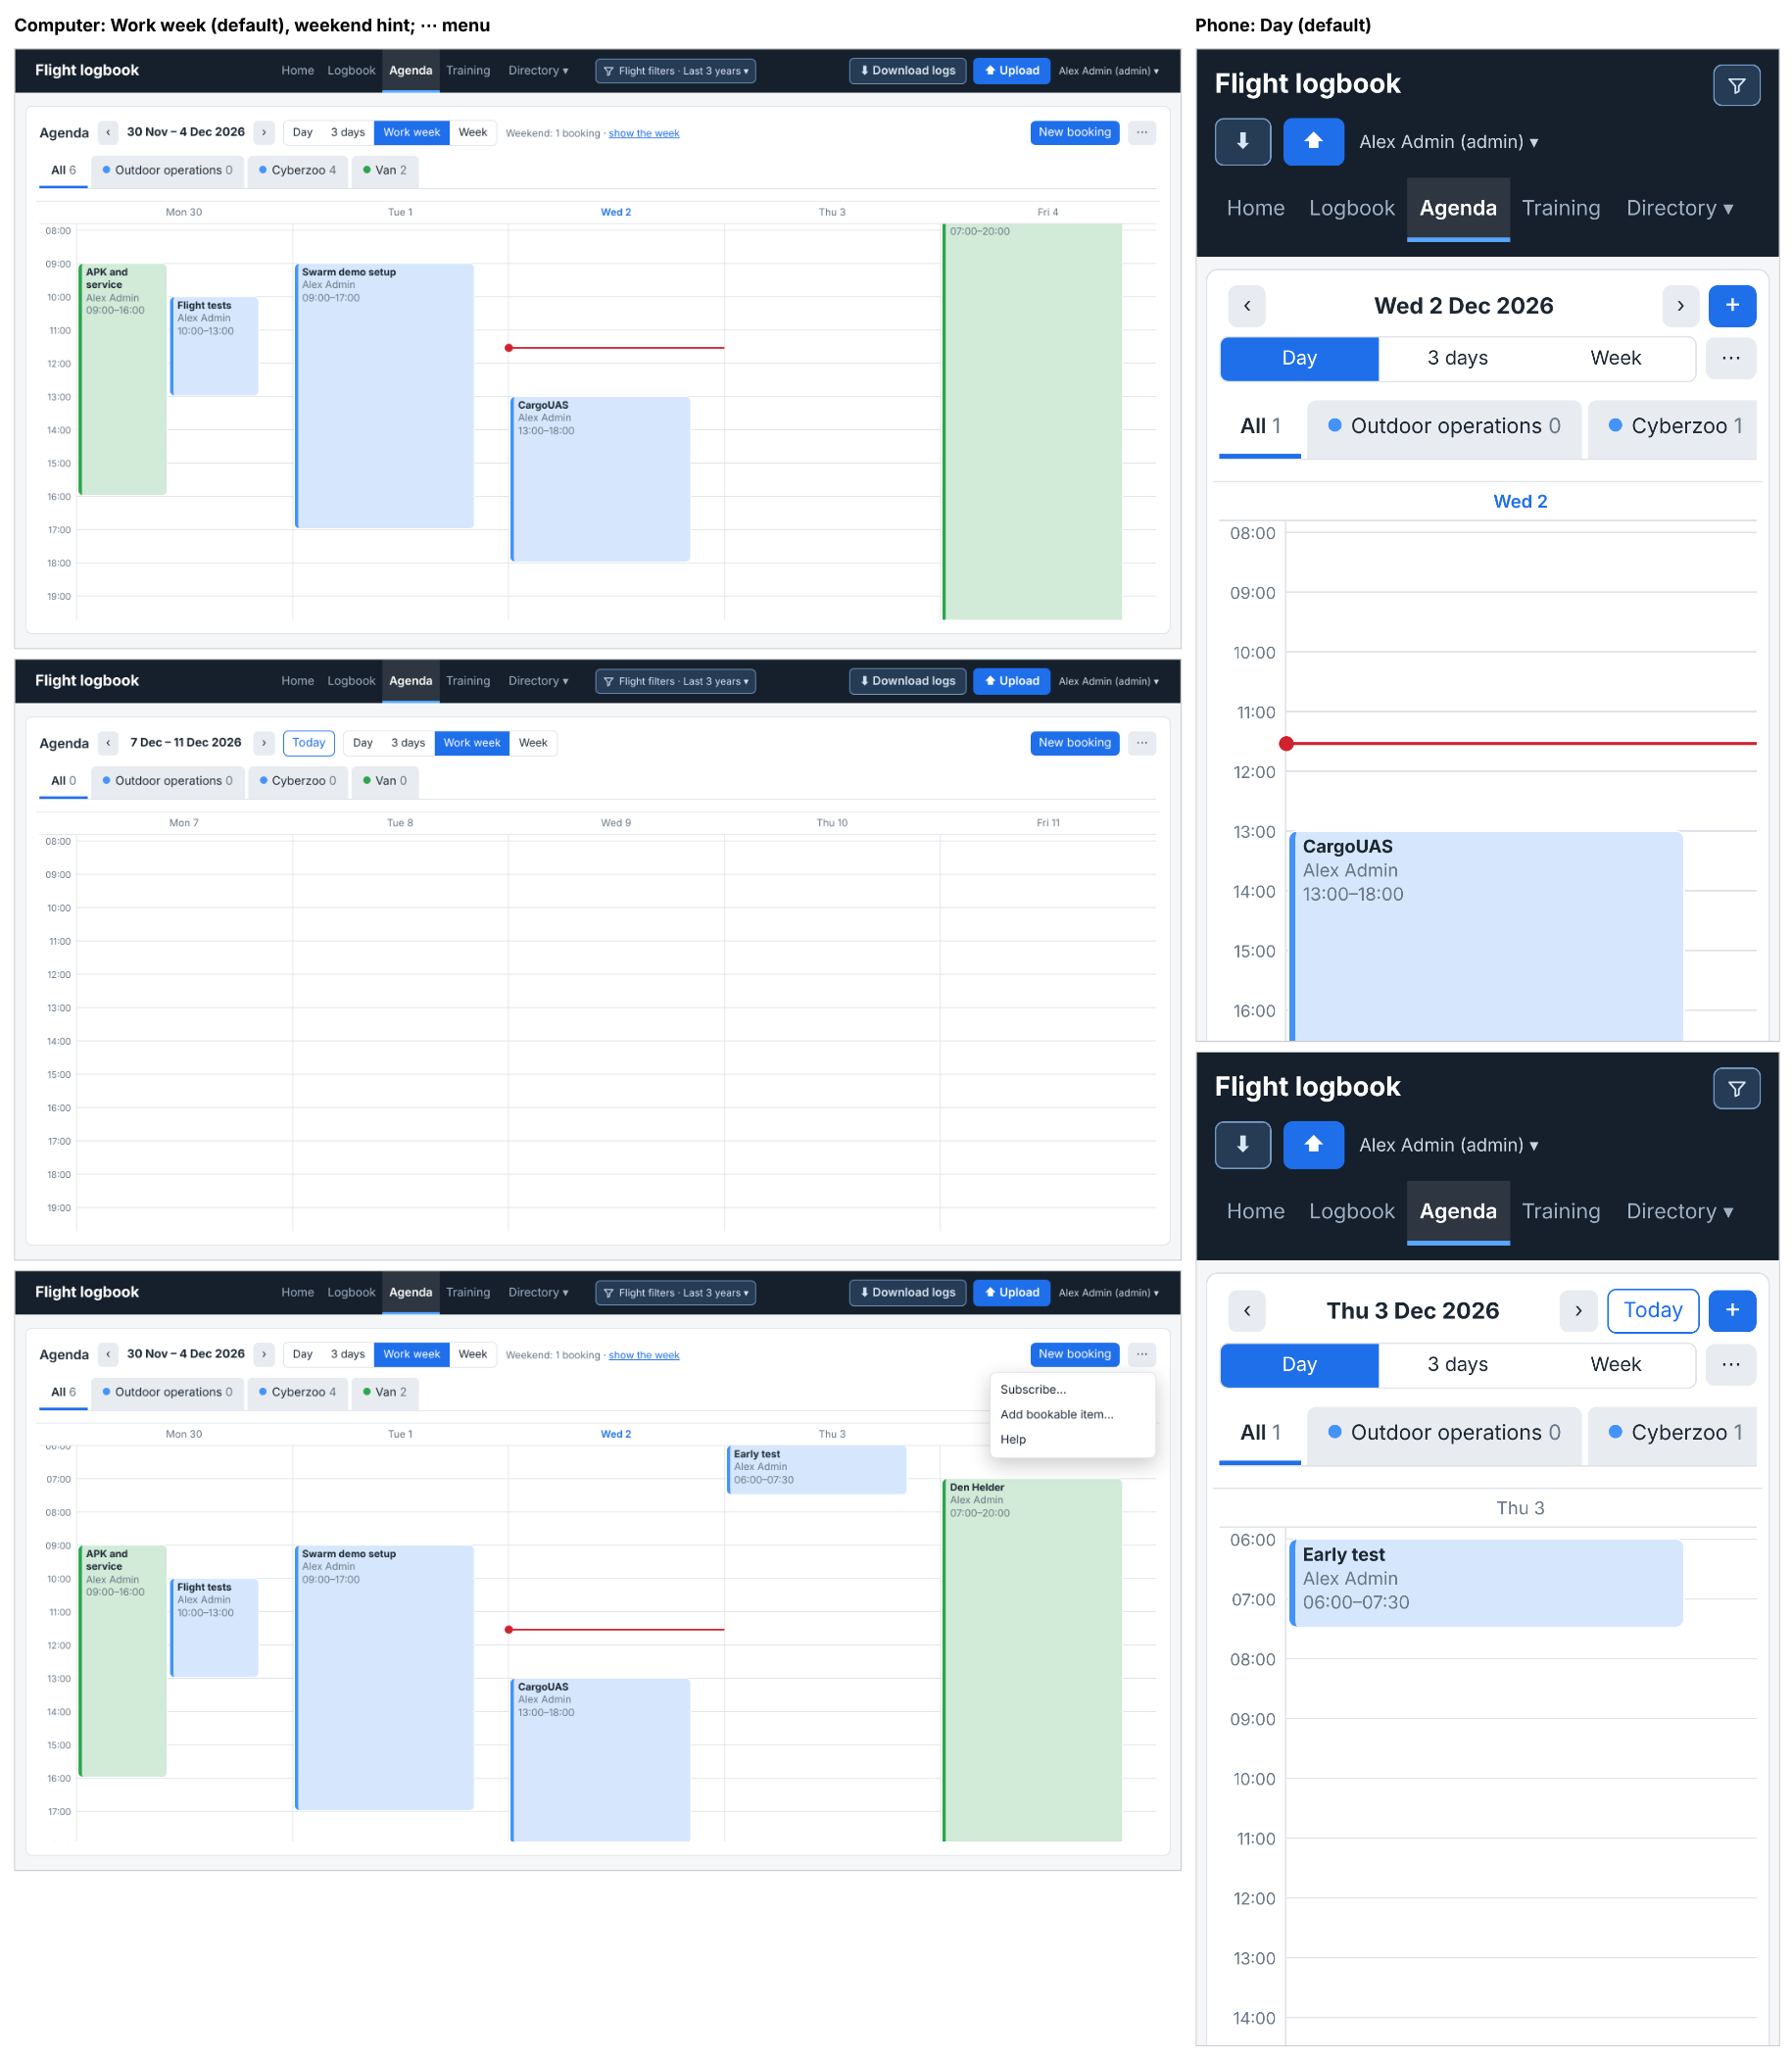 Computer: Work week (default), weekend hint; ··· menu
Flight logbook Home Logbook Agenda Training Directory ▾ Flight filters · Last 3 years ▾ Download logs Upload Alex Admin (admin) ▾
Agenda ‹ 30 Nov – 4 Dec 2026 › Day 3 days Work week Week Weekend: 1 booking · show the week New booking ···
All 6 Outdoor operations 0 Cyberzoo 4 Van 2
Mon 30 Tue 1 Wed 2 Thu 3 Fri 4
08:00 07:00–20:00
09:00
APK and Swarm demo setup
service Alex Admin
Alex Admin 09:00–17:00
09:00–16:00
10:00
Flight tests
Alex Admin
10:00–13:00
11:00
12:00
13:00
CargoUAS
Alex Admin
13:00–18:00
14:00
15:00
16:00
17:00
18:00
19:00
Flight logbook Home Logbook Agenda Training Directory ▾ Flight filters · Last 3 years ▾ Download logs Upload Alex Admin (admin) ▾
Agenda ‹ 7 Dec – 11 Dec 2026 › Today Day 3 days Work week Week New booking ···
All 0 Outdoor operations 0 Cyberzoo 0 Van 0
Mon 7 Tue 8 Wed 9 Thu 10 Fri 11
08:00
09:00
10:00
11:00
12:00
13:00
14:00
15:00
16:00
17:00
18:00
19:00
Flight logbook Home Logbook Agenda Training Directory ▾ Flight filters · Last 3 years ▾ Download logs Upload Alex Admin (admin) ▾
Agenda ‹ 30 Nov – 4 Dec 2026 › Day 3 days Work week Week Weekend: 1 booking · show the week New booking ···
All 6 Outdoor operations 0 Cyberzoo 4 Van 2
Subscribe...
Add bookable item...
Help
Mon 30 Tue 1 Wed 2 Thu 3
06:00
Early test
Alex Admin
06:00–07:30
07:00
Den Helder
Alex Admin
07:00–20:00
08:00
09:00
APK and Swarm demo setup
service Alex Admin
Alex Admin 09:00–17:00
09:00–16:00
10:00
Flight tests
Alex Admin
10:00–13:00
11:00
12:00
13:00
CargoUAS
Alex Admin
13:00–18:00
14:00
15:00
16:00
17:00
Phone: Day (default)
Flight logbook
Alex Admin (admin) ▾
Home Logbook Agenda Training Directory ▾
‹ Wed 2 Dec 2026 › +
Day 3 days Week ···
All 1 Outdoor operations 0 Cyberzoo 1
Wed 2
08:00
09:00
10:00
11:00
12:00
13:00
CargoUAS
Alex Admin
13:00–18:00
14:00
15:00
16:00
Flight logbook
Alex Admin (admin) ▾
Home Logbook Agenda Training Directory ▾
‹ Thu 3 Dec 2026 › Today +
Day 3 days Week ···
All 1 Outdoor operations 0 Cyberzoo 1
Thu 3
06:00
Early test
Alex Admin
06:00–07:30
07:00
08:00
09:00
10:00
11:00
12:00
13:00
14:00